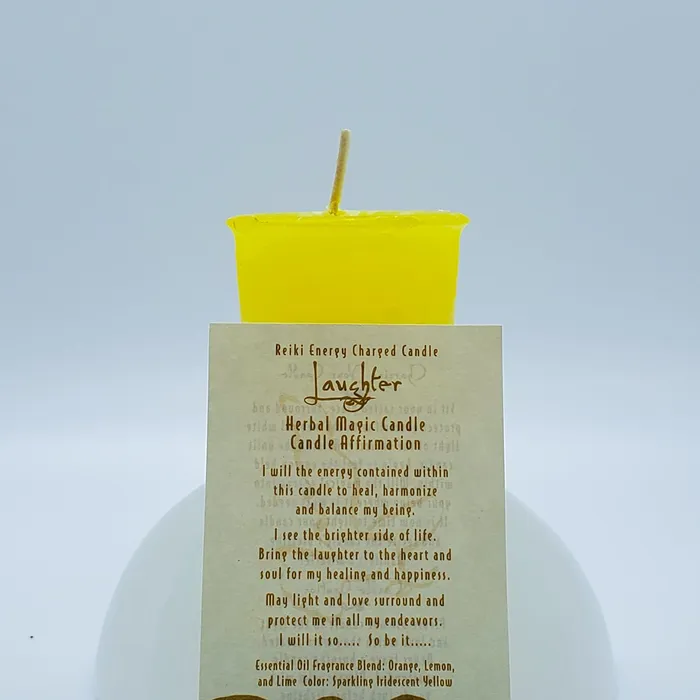 Reiki Energy Charged Candle
Laughter
Herbal Magic Candle
Candle Affirmation
I will the energy contained within
this candle to heal, harmonize
and balance my being.
I see the brighter side of life.
Bring the laughter to the heart and
soul for my healing and happiness.
May light and love surround and
protect me in all my endeavors.
I will it so..... So be it.....
Essential Oil Fragrance Blend: Orange, Lemon,
and Lime Color: Sparkling Iridescent Yellow